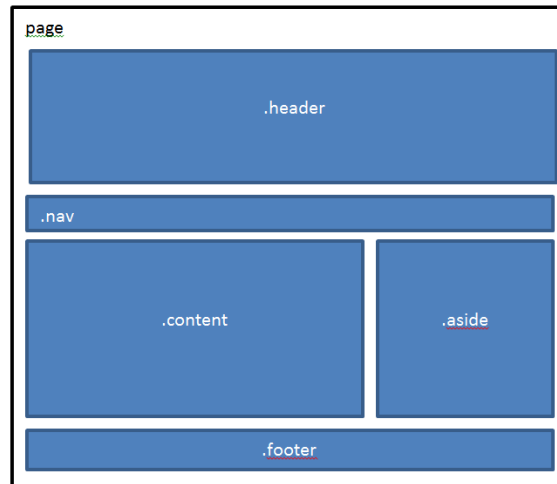 page
.header
.nav
.content
.aside
.footer